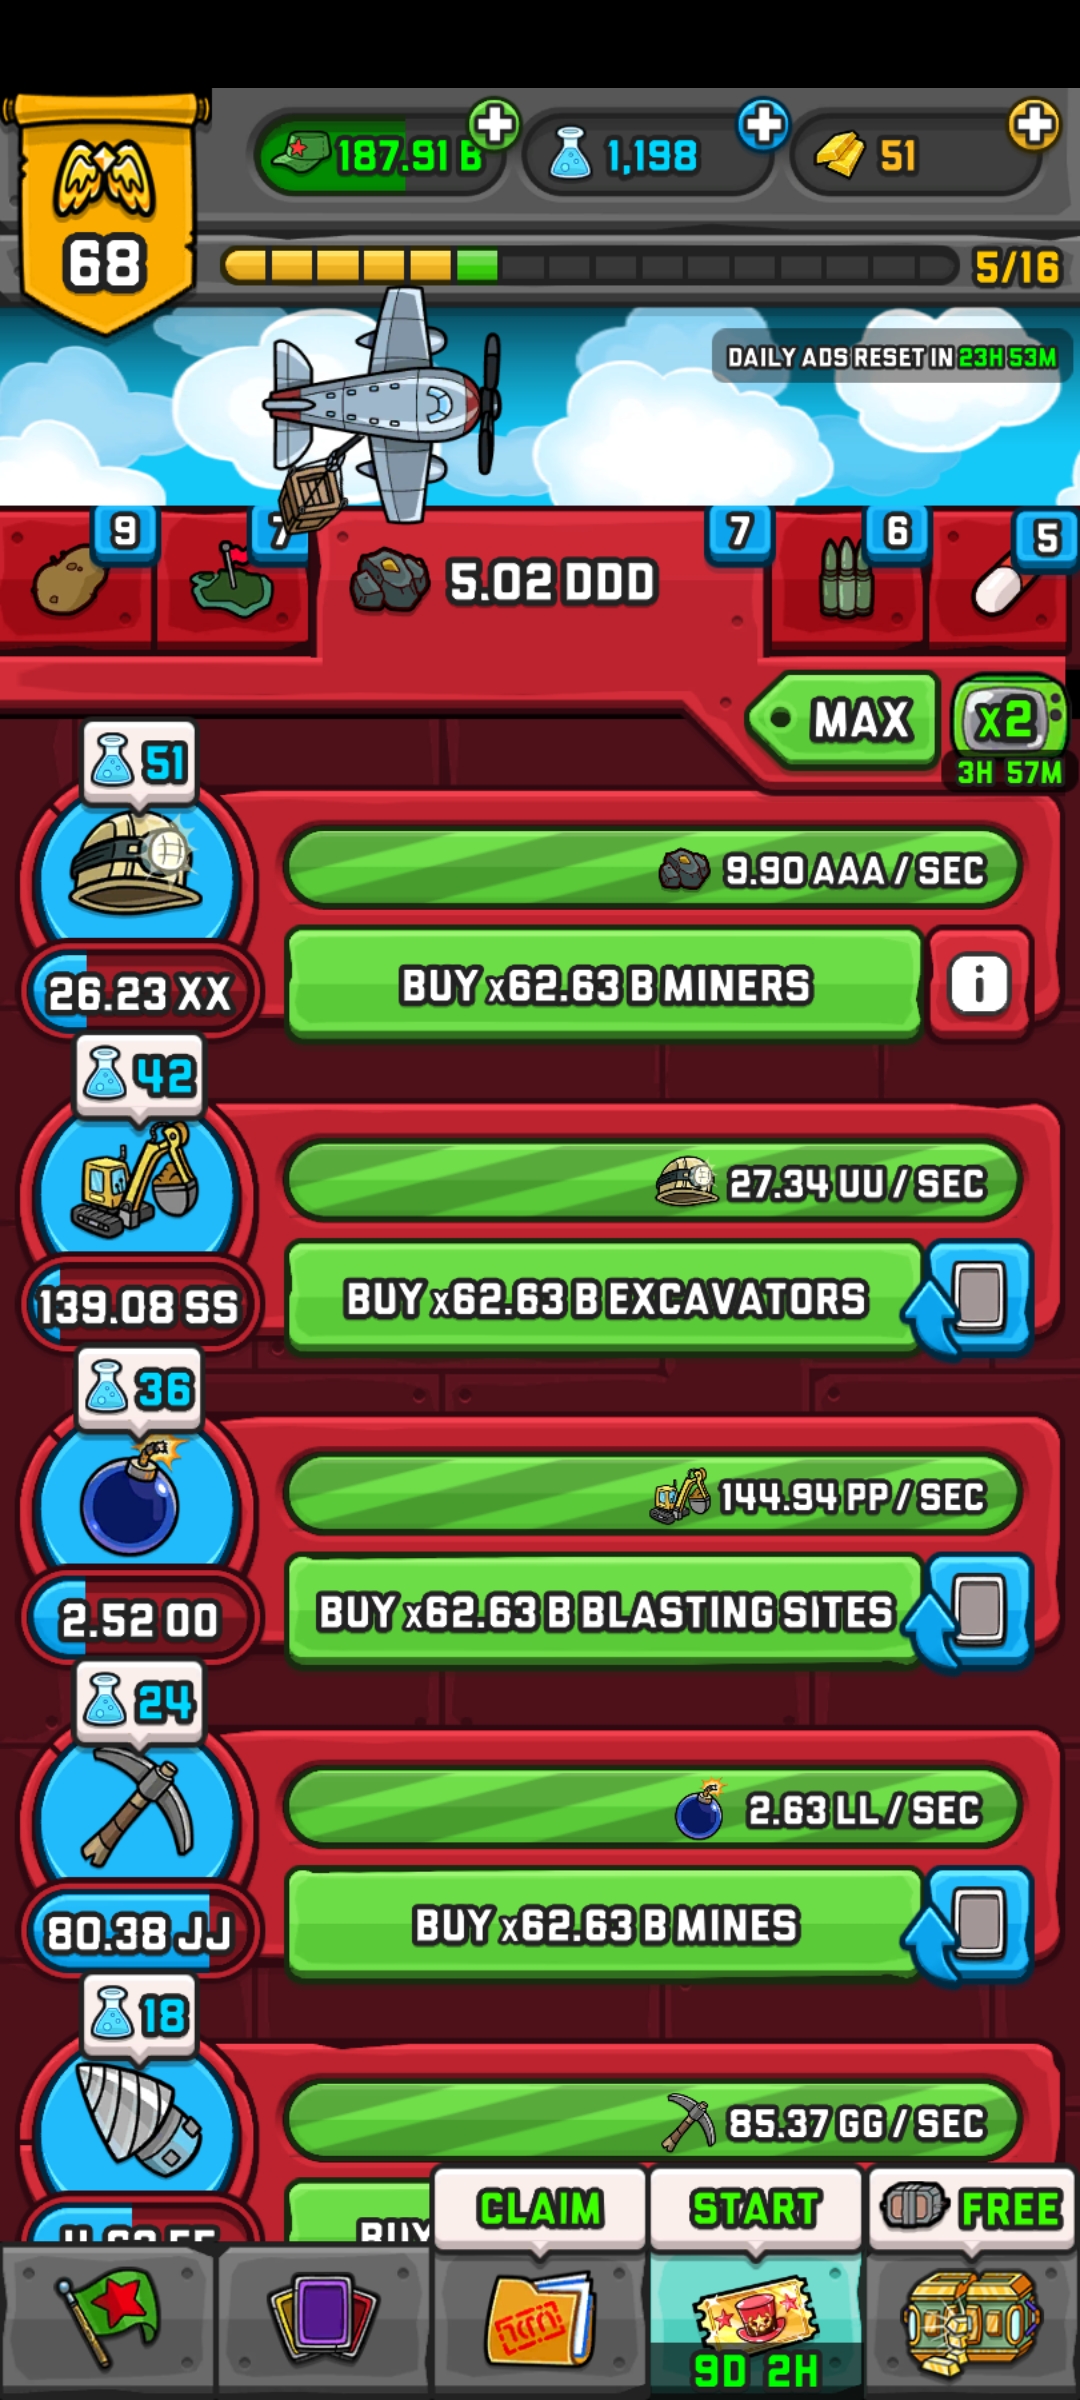 187.91 B
1,198
51
68
5/16
DAILY ADS RESET IN 23H 53M
9
7
5.02 DDD
7
6
5
MAX
x2
3H 57M
51
9.90 AAA / SEC
26.23 XX
BUY x62.63 B MINERS
i
42
27.34 UU / SEC
139.08 SS
BUY x62.63 B EXCAVATORS
36
144.94 PP / SEC
2.52 OO
BUY x62.63 B BLASTING SITES
24
2.63 LL / SEC
80.38 JJ
BUY x62.63 B MINES
18
85.37 GG / SEC
BUY
CLAIM
START
FREE
9D 2H